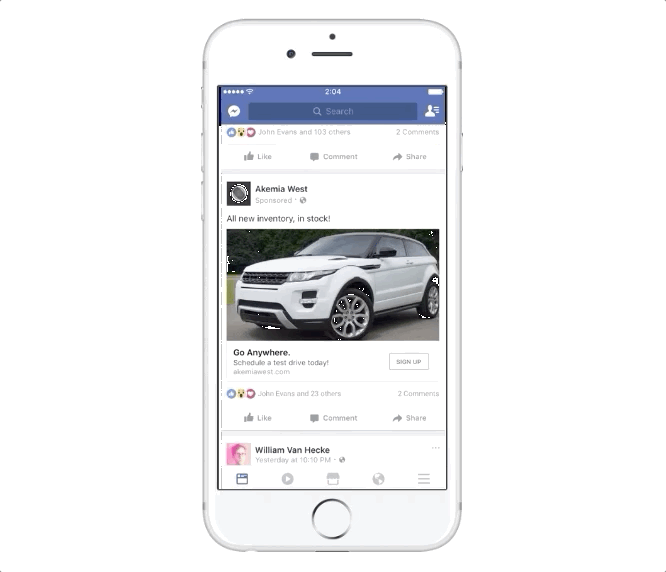 2:04
Search
John Evans and 103 others 2 Comments
Like Comment Share
Akemia West
Sponsored ·
All new inventory, in stock!
Go Anywhere.
Schedule a test drive today!
akemiawest.com
SIGN UP
John Evans and 23 others 2 Comments
Like Comment Share
William Van Hecke
Yesterday at 10:10 PM ·